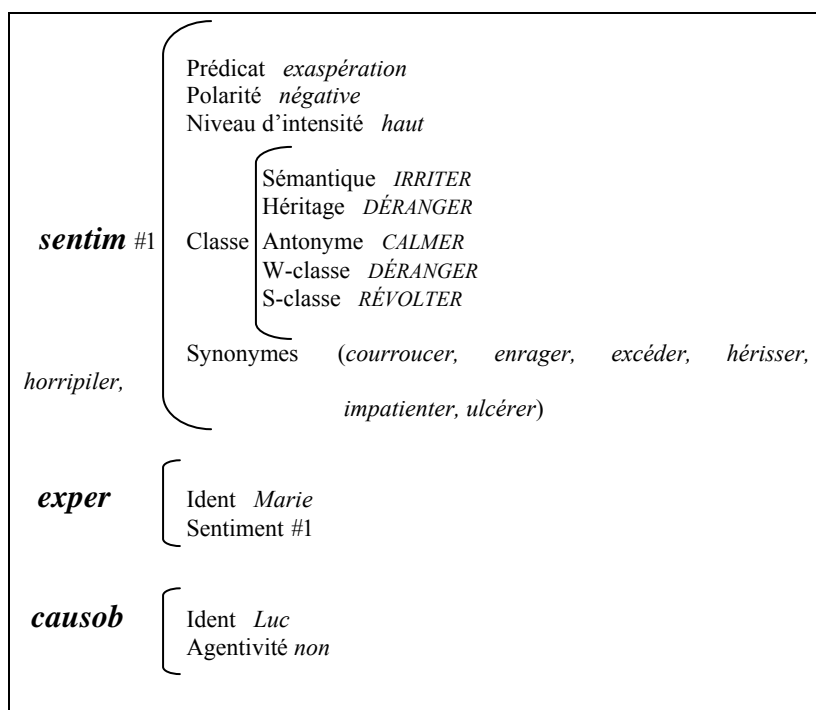 Prédicat exaspération
Polarité négative
Niveau d'intensité haut
Sémantique IRRITER
Héritage DÉRANGER
sentim #1 Classe Antonyme CALMER
W-classe DÉRANGER
S-classe RÉVOLTER
Synonymes (courroucer, enrager, excéder, hérisser,
horripiler,
impatienter, ulcérer)
exper Ident Marie
Sentiment #1
causob Ident Luc
Agentivité non